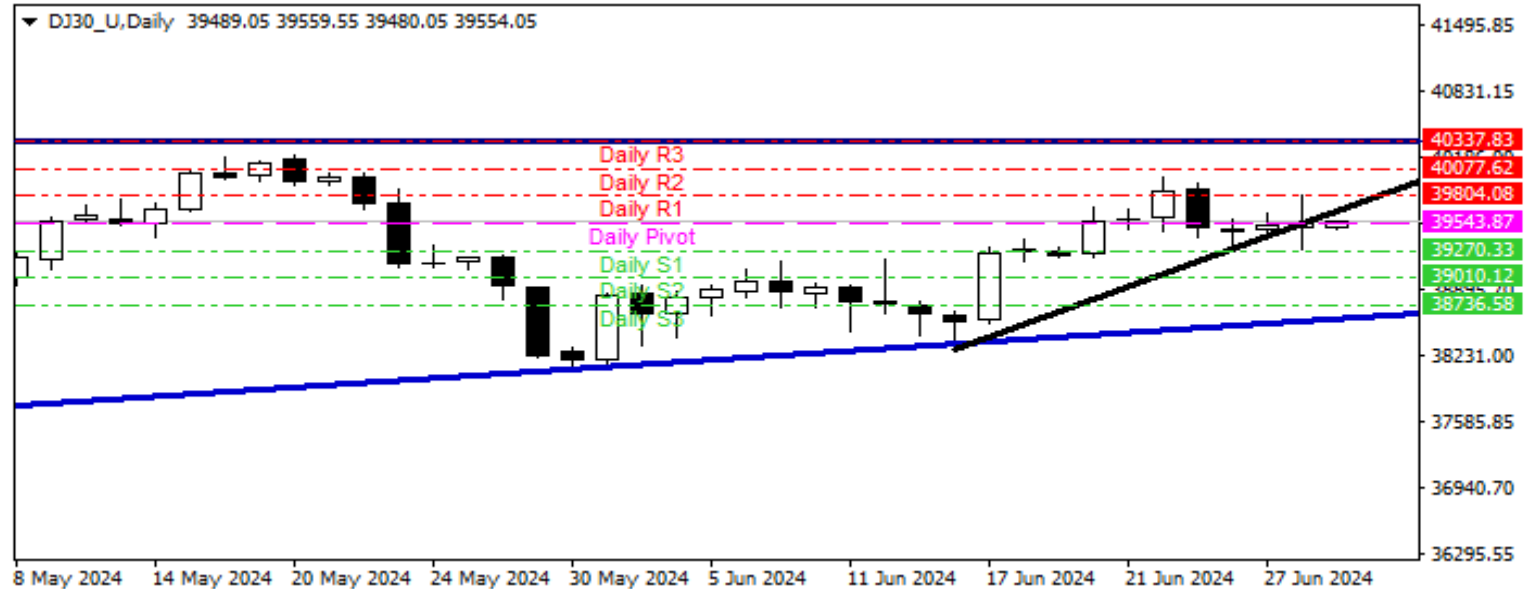 DJ30_U,Daily 39489.05 39559.55 39480.05 39554.05
41495.85
40831.15
40337.83
Daily R3
40077.62
Daily R2
39804.08
Daily R1
39543.87
Daily Pivot
39270.33
Daily S1
39010.12
Daily S2
38736.58
Daily S3
38231.00
37585.85
36940.70
36295.55
8 May 2024 14 May 2024 20 May 2024 24 May 2024 30 May 2024 5 Jun 2024 11 Jun 2024 17 Jun 2024 21 Jun 2024 27 Jun 2024